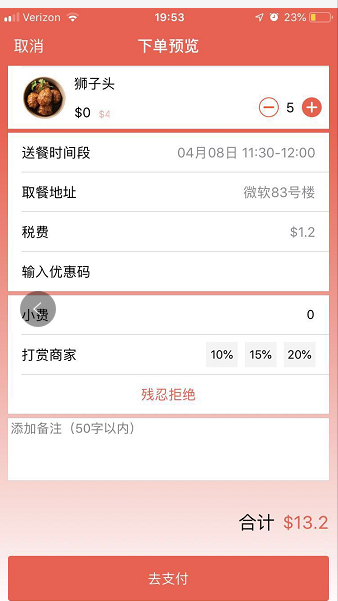 Verizon 19:53 23%
取消 下单预览
狮子头
$0 $4 5
送餐时间段 04月08日 11:30-12:00
取餐地址 微软83号楼
税费 $1.2
输入优惠码
小费 0
打赏商家 10% 15% 20%
残忍拒绝
添加备注（50字以内）
合计 $13.2
去支付